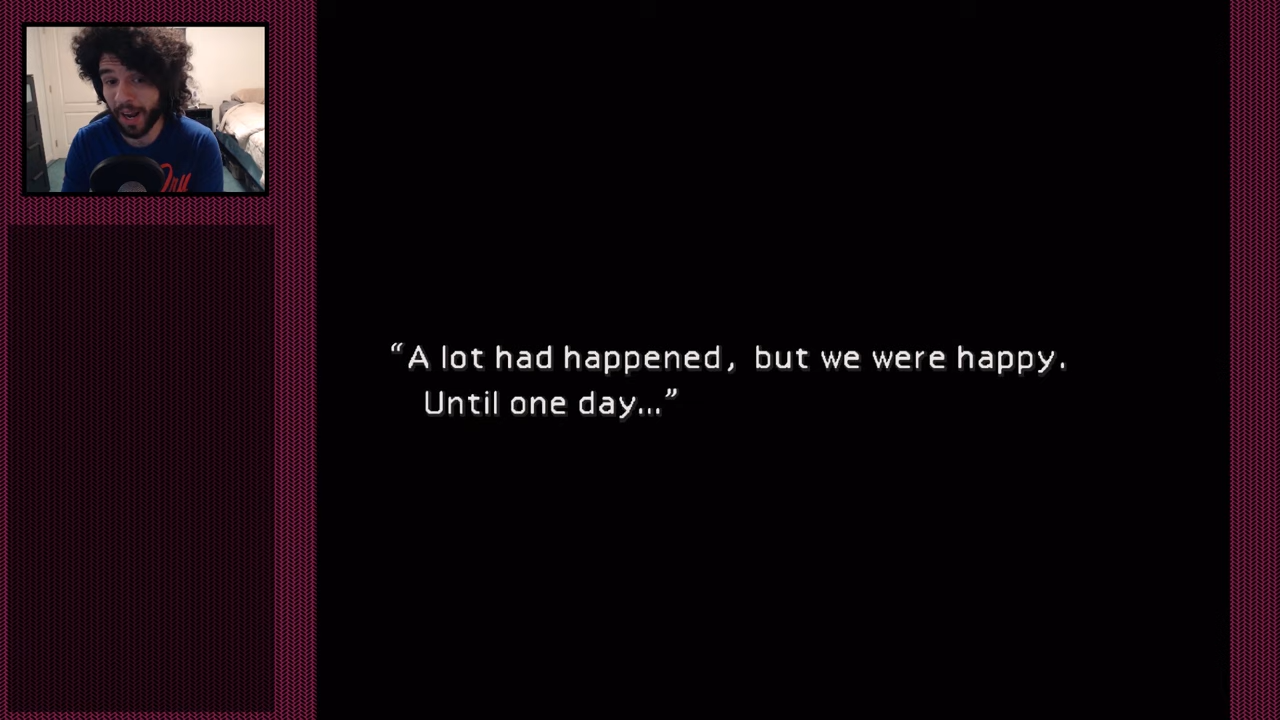 “A lot had happened, but we were happy.
Until one day...”